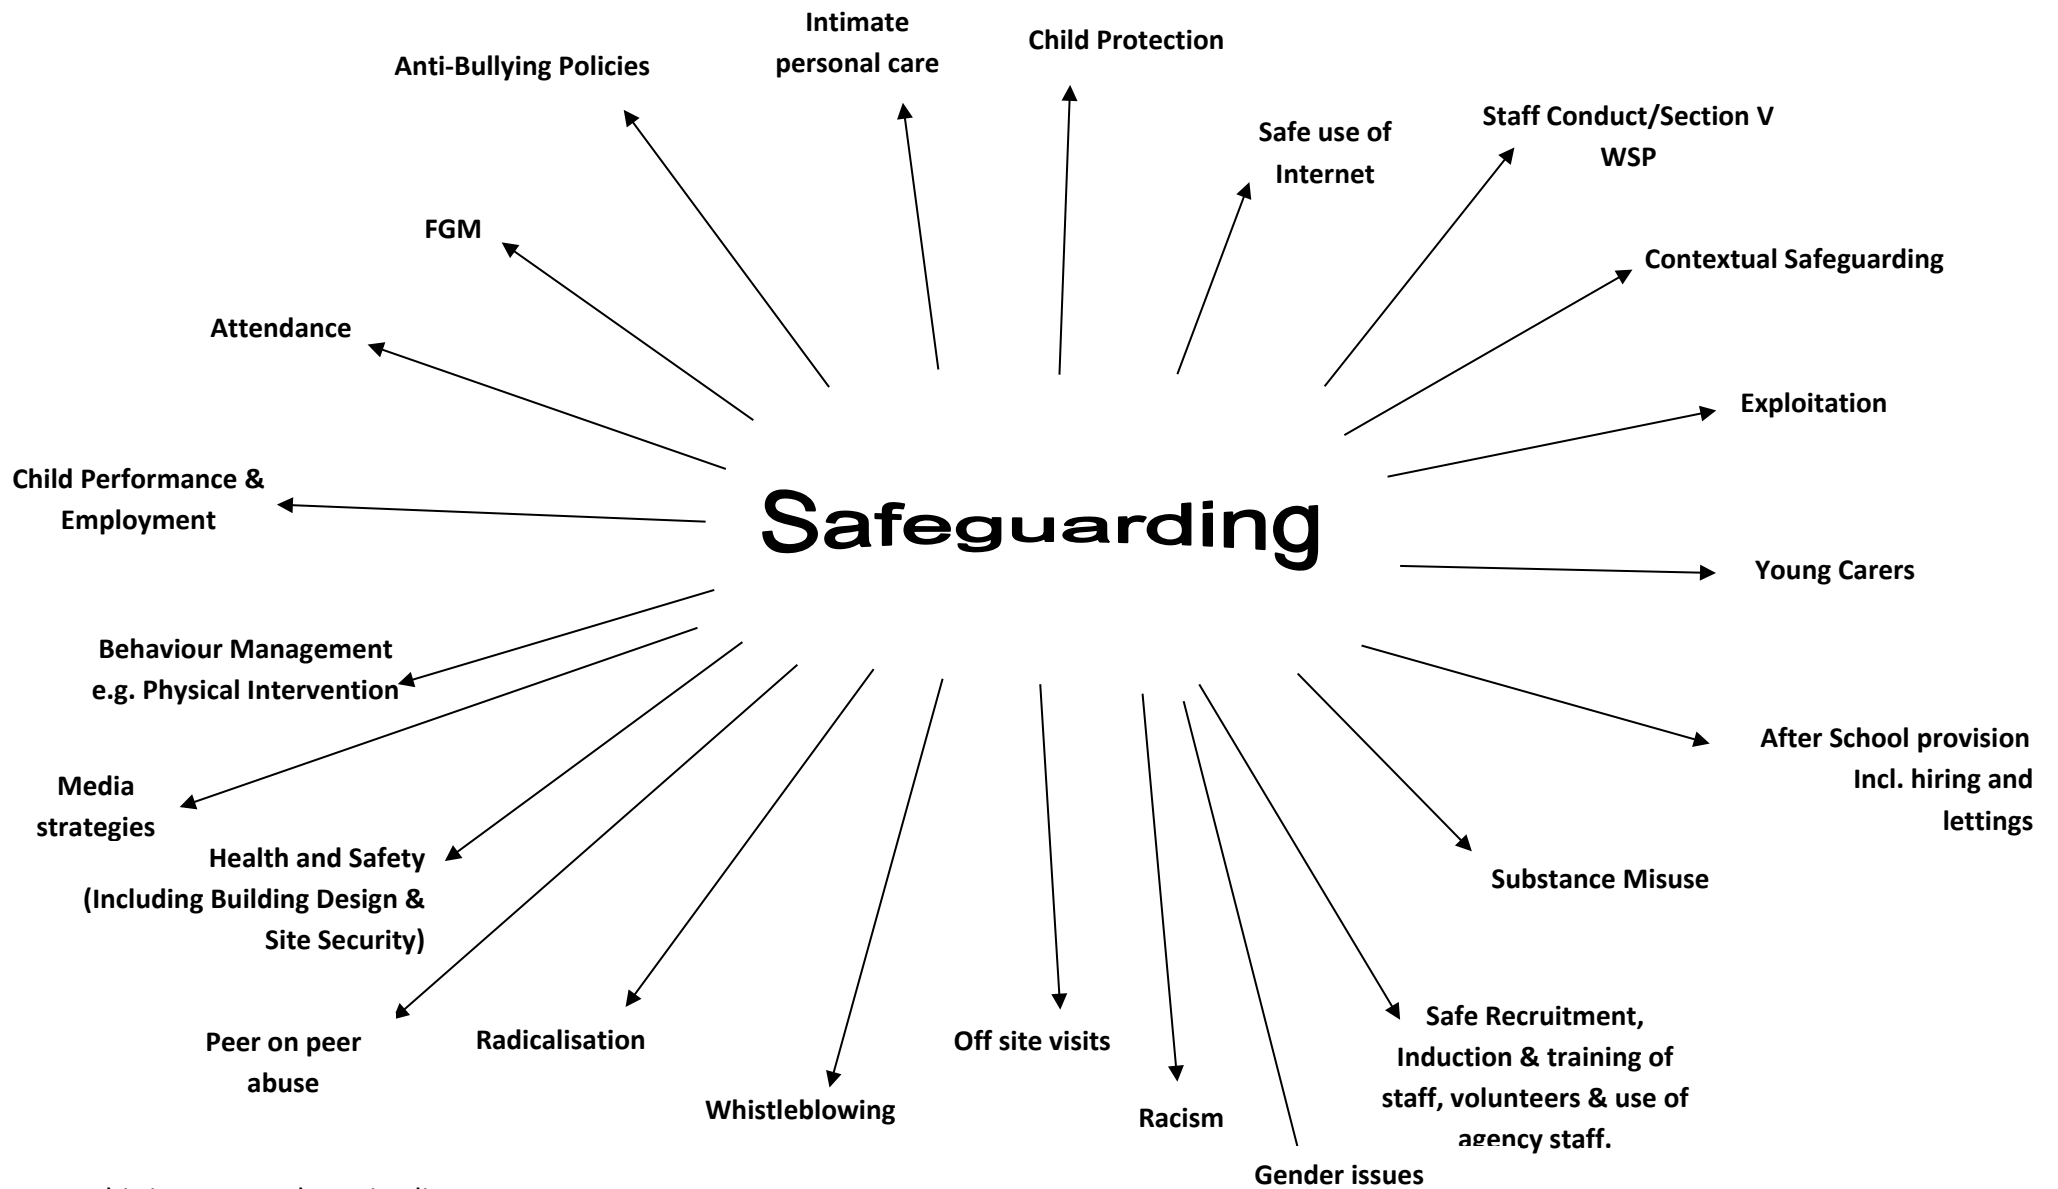 Intimate
personal care
Child Protection
Anti-Bullying Policies
Safe use of
Internet
Staff Conduct/Section V
WSP
FGM
Contextual Safeguarding
Attendance
Exploitation
Child Performance &
Employment
Safeguarding
Young Carers
Behaviour Management
e.g. Physical Intervention
After School provision
Incl. hiring and
lettings
Media
strategies
Health and Safety
(Including Building Design &
Site Security)
Substance Misuse
Peer on peer
abuse
Radicalisation
Whistleblowing
Off site visits
Racism
Safe Recruitment,
Induction & training of
staff, volunteers & use of
agency staff.
Gender issues